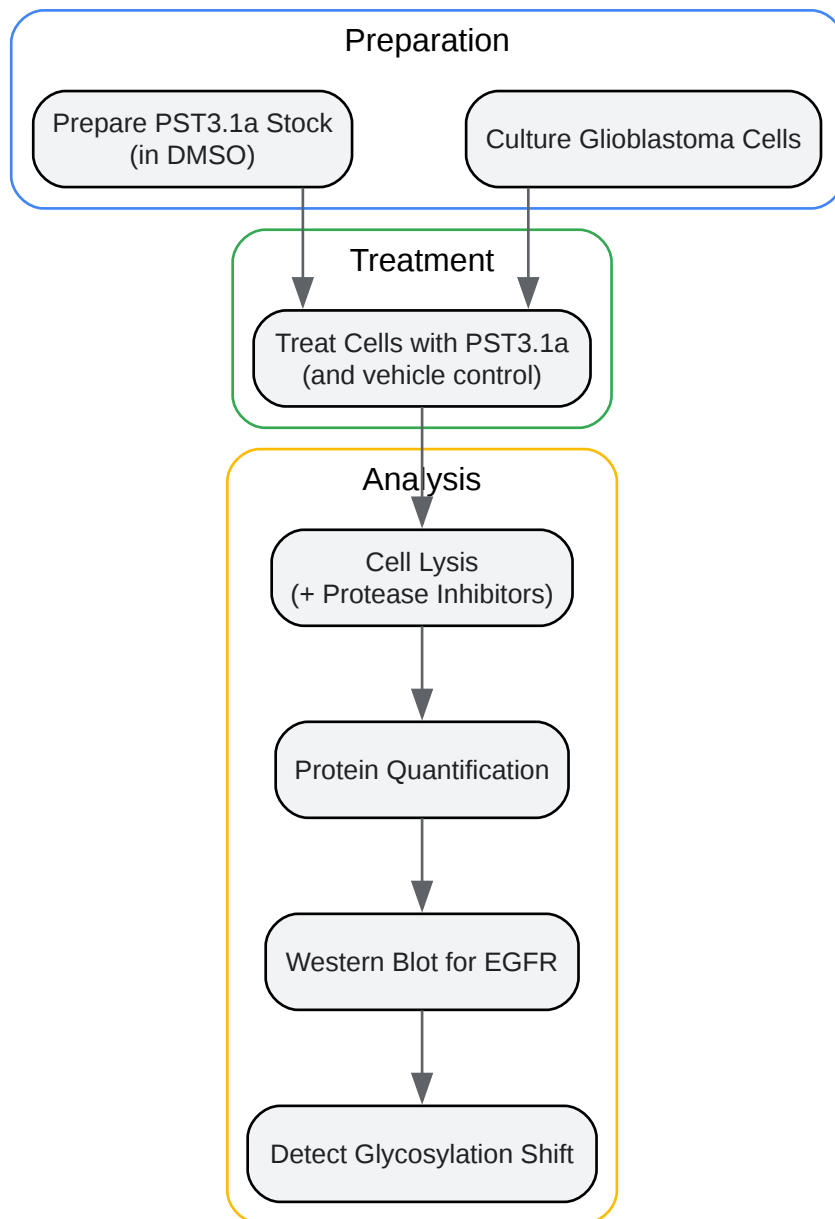 Preparation
Prepare PST3.1a Stock
(in DMSO)
Culture Glioblastoma Cells
Treatment
Treat Cells with PST3.1a
(and vehicle control)
Analysis
Cell Lysis
(+ Protease Inhibitors)
Protein Quantification
Western Blot for EGFR
Detect Glycosylation Shift